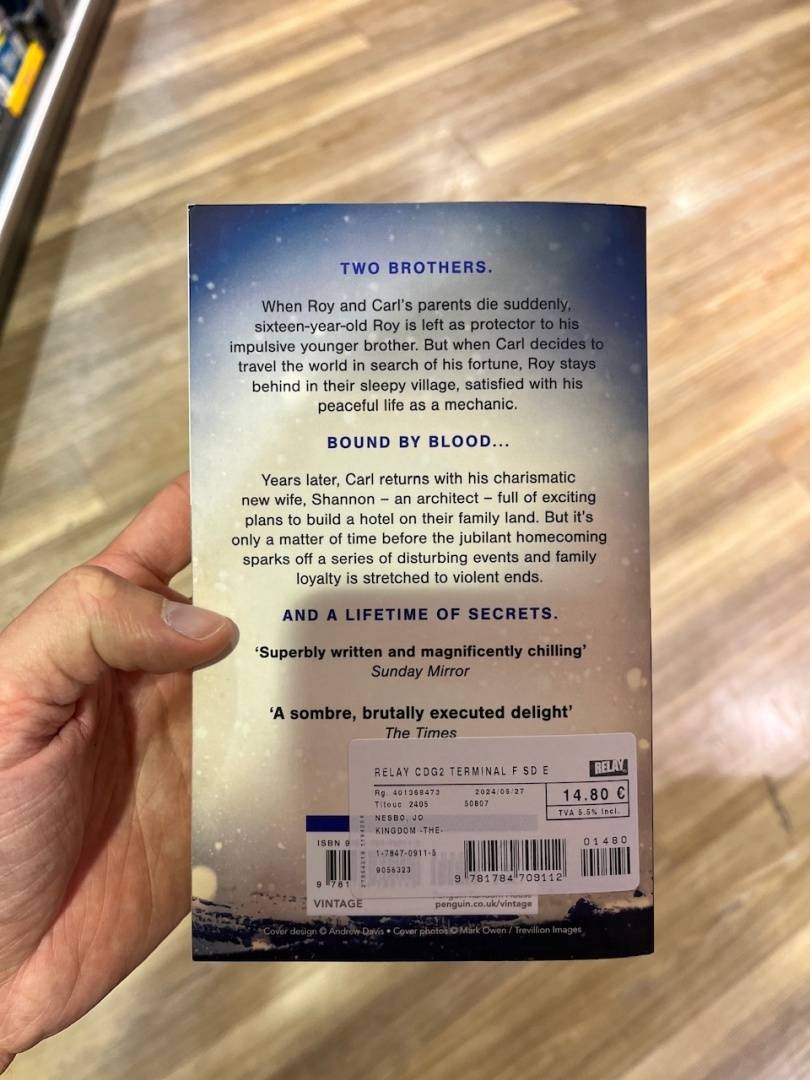 TWO BROTHERS.
When Roy and Carl's parents die suddenly,
sixteen-year-old Roy is left as protector to his
impulsive younger brother. But when Carl decides to
travel the world in search of his fortune, Roy stays
behind in their sleepy village, satisfied with his
peaceful life as a mechanic.
BOUND BY BLOOD...
Years later, Carl returns with his charismatic
new wife, Shannon – an architect – full of exciting
plans to build a hotel on their family land. But it's
only a matter of time before the jubilant homecoming
sparks off a series of disturbing events and family
loyalty is stretched to violent ends.
AND A LIFETIME OF SECRETS.
'Superbly written and magnificently chilling'
Sunday Mirror
'A sombre, brutally executed delight'
The Times
RELAY CDG2 TERMINAL F SD E RELAY
Rg. 401368473 2024/05/27 14.80 €
Titouc 2405 50807 TVA 5.5% Incl.
NESBO, JO
KINGDOM -THE-
ISBN 9 01480
1-7847-0911-5
9056323
9 781 9 781784 709112
VINTAGE penguin.co.uk/vintage
Cover design © Andrew Davis • Cover photos © Mark Owen / Trevillion Images